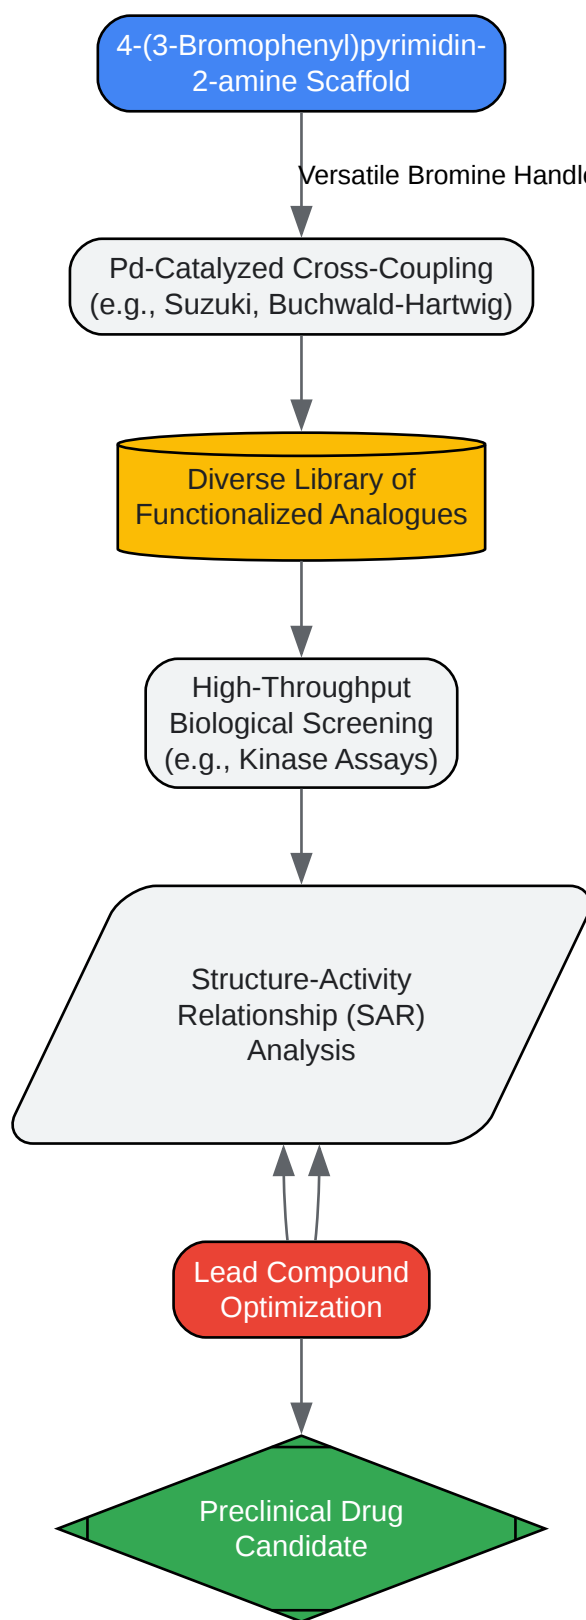 4-(3-Bromophenyl)pyrimidin-
2-amine Scaffold
Versatile Bromine Handle
Pd-Catalyzed Cross-Coupling
(e.g., Suzuki, Buchwald-Hartwig)
Diverse Library of
Functionalized Analogues
High-Throughput
Biological Screening
(e.g., Kinase Assays)
Structure-Activity
Relationship (SAR)
Analysis
Lead Compound
Optimization
Preclinical Drug
Candidate